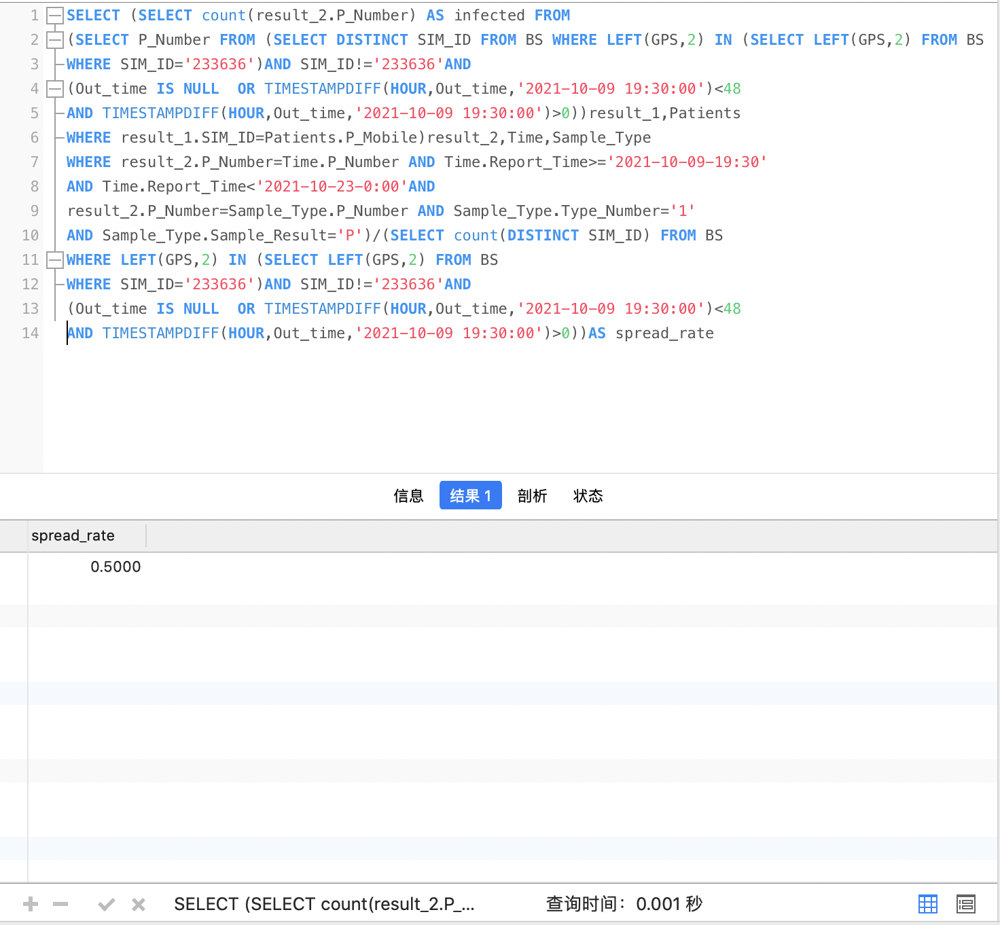 1 SELECT (SELECT count(result_2.P_Number) AS infected FROM
2 (SELECT P_Number FROM (SELECT DISTINCT SIM_ID FROM BS WHERE LEFT(GPS,2) IN (SELECT LEFT(GPS,2) FROM BS
3 WHERE SIM_ID='233636')AND SIM_ID!='233636'AND
4 (Out_time IS NULL  OR TIMESTAMPDIFF(HOUR,Out_time,'2021-10-09 19:30:00')<48
5 AND TIMESTAMPDIFF(HOUR,Out_time,'2021-10-09 19:30:00')>0))result_1,Patients
6 WHERE result_1.SIM_ID=Patients.P_Mobile)result_2,Time,Sample_Type
7 WHERE result_2.P_Number=Time.P_Number AND Time.Report_Time>='2021-10-09-19:30'
8 AND Time.Report_Time<'2021-10-23-0:00'AND
9 result_2.P_Number=Sample_Type.P_Number AND Sample_Type.Type_Number='1'
10 AND Sample_Type.Sample_Result='P')/(SELECT count(DISTINCT SIM_ID) FROM BS
11 WHERE LEFT(GPS,2) IN (SELECT LEFT(GPS,2) FROM BS
12 WHERE SIM_ID='233636')AND SIM_ID!='233636'AND
13 (Out_time IS NULL  OR TIMESTAMPDIFF(HOUR,Out_time,'2021-10-09 19:30:00')<48
14 AND TIMESTAMPDIFF(HOUR,Out_time,'2021-10-09 19:30:00')>0))AS spread_rate
信息 结果 1 剖析 状态
spread_rate
0.5000
SELECT (SELECT count(result_2.P_... 查询时间：0.001 秒